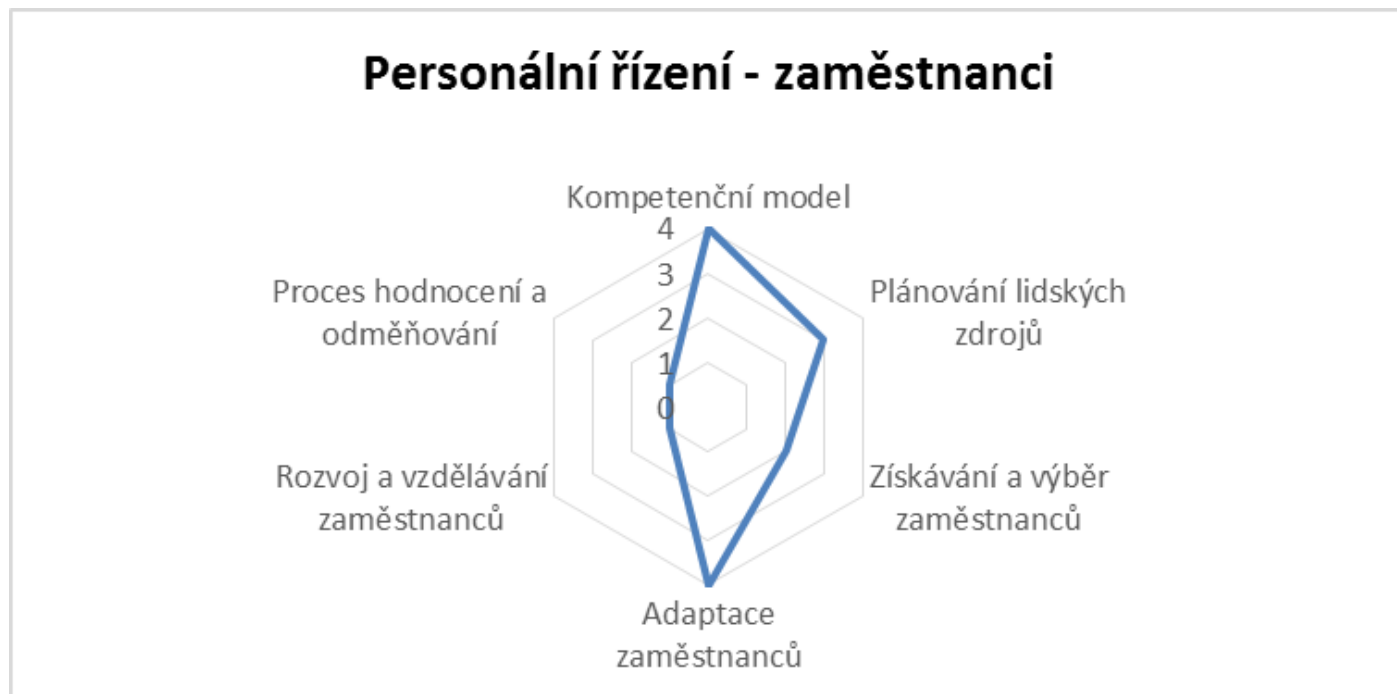 Personální řízení - zaměstnanci
Kompetenční model
4
3
2
1
0
Plánování lidských
zdrojů
Získávání a výběr
zaměstnanců
Adaptace
zaměstnanců
Rozvoj a vzdělávání
zaměstnanců
Proces hodnocení a
odměňování